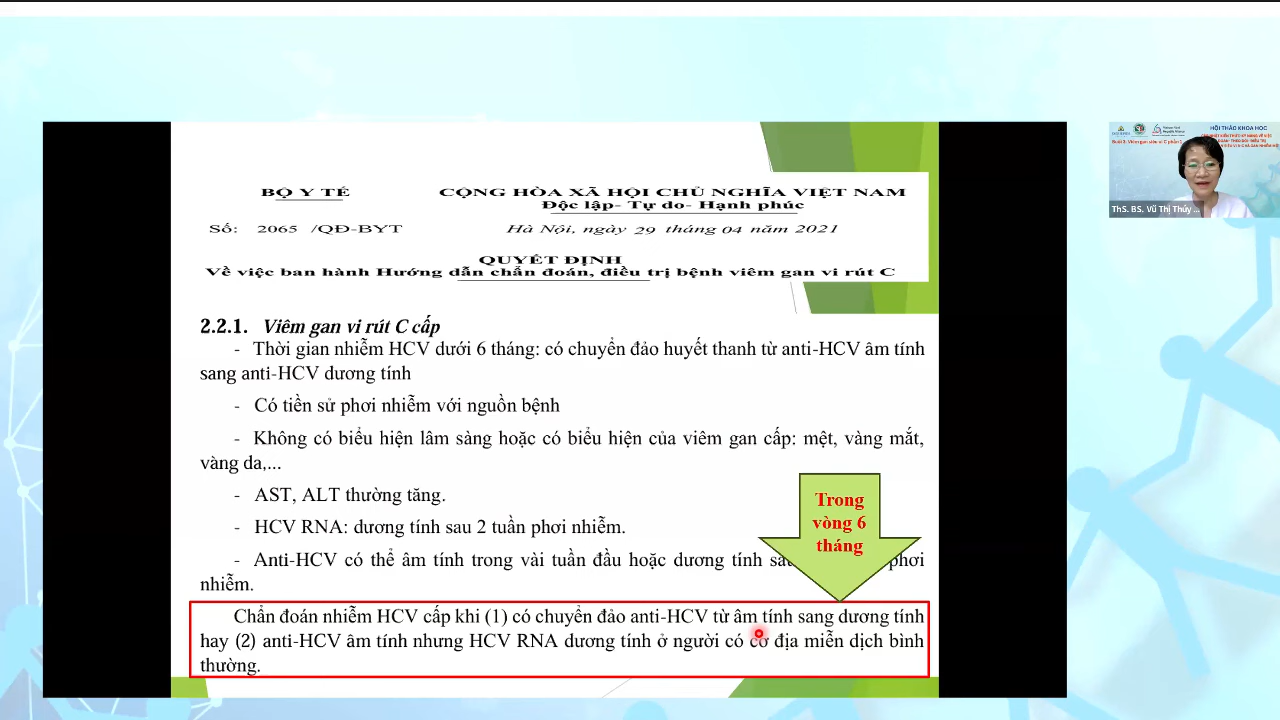 BỘ Y TẾ
CỘNG HÒA XÃ HỘI CHỦ NGHĨA VIỆT NAM
Độc lập- Tự do- Hạnh phúc
Số: 2065 /QĐ-BYT
Hà Nội, ngày 29 tháng 04 năm 2021
QUYẾT ĐỊNH
Về việc ban hành Hướng dẫn chẩn đoán, điều trị bệnh viêm gan vi rút C
2.2.1. Viêm gan vi rút C cấp
- Thời gian nhiễm HCV dưới 6 tháng: có chuyển đảo huyết thanh từ anti-HCV âm tính
sang anti-HCV dương tính
- Có tiền sử phơi nhiễm với nguồn bệnh
- Không có biểu hiện lâm sàng hoặc có biểu hiện của viêm gan cấp: mệt, vàng mắt,
vàng da,...
- AST, ALT thường tăng.
- HCV RNA: dương tính sau 2 tuần phơi nhiễm.
- Anti-HCV có thể âm tính trong vài tuần đầu hoặc dương tính phơi
nhiễm.
Trong
vòng 6
tháng
Chẩn đoán nhiễm HCV cấp khi (1) có chuyển đảo anti-HCV từ âm tính sang dương tính
hay (2) anti-HCV âm tính nhưng HCV RNA dương tính ở người có cơ địa miễn dịch bình
thường.
HỘI THẢO KHOA HỌC
ThS. BS. Vũ Thị Thúy ...